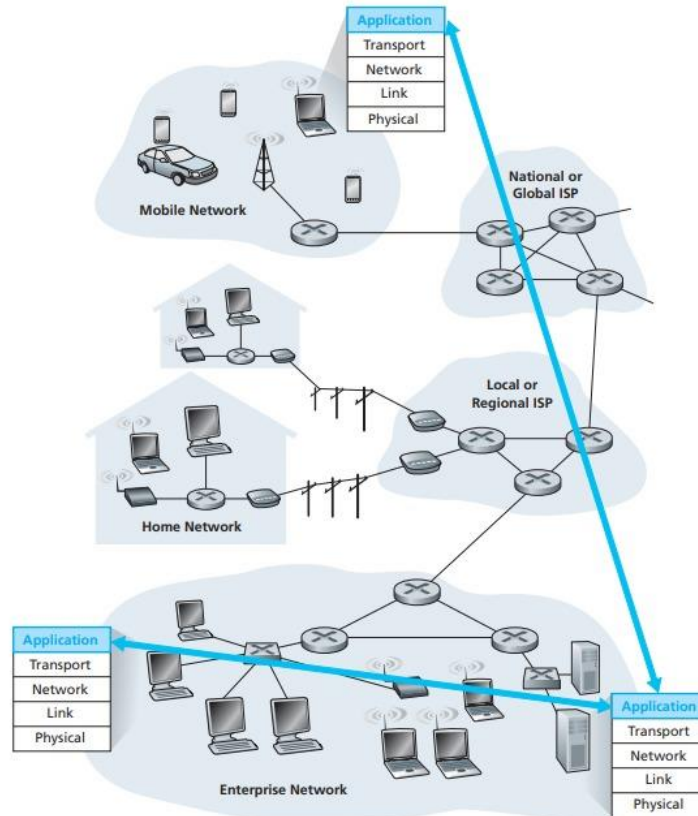 Application
Transport
Network
Link
Physical
National or
Global ISP
Mobile Network
Local or
Regional ISP
Home Network
Application
Transport
Network
Link
Physical
Application
Transport
Network
Link
Physical
Enterprise Network